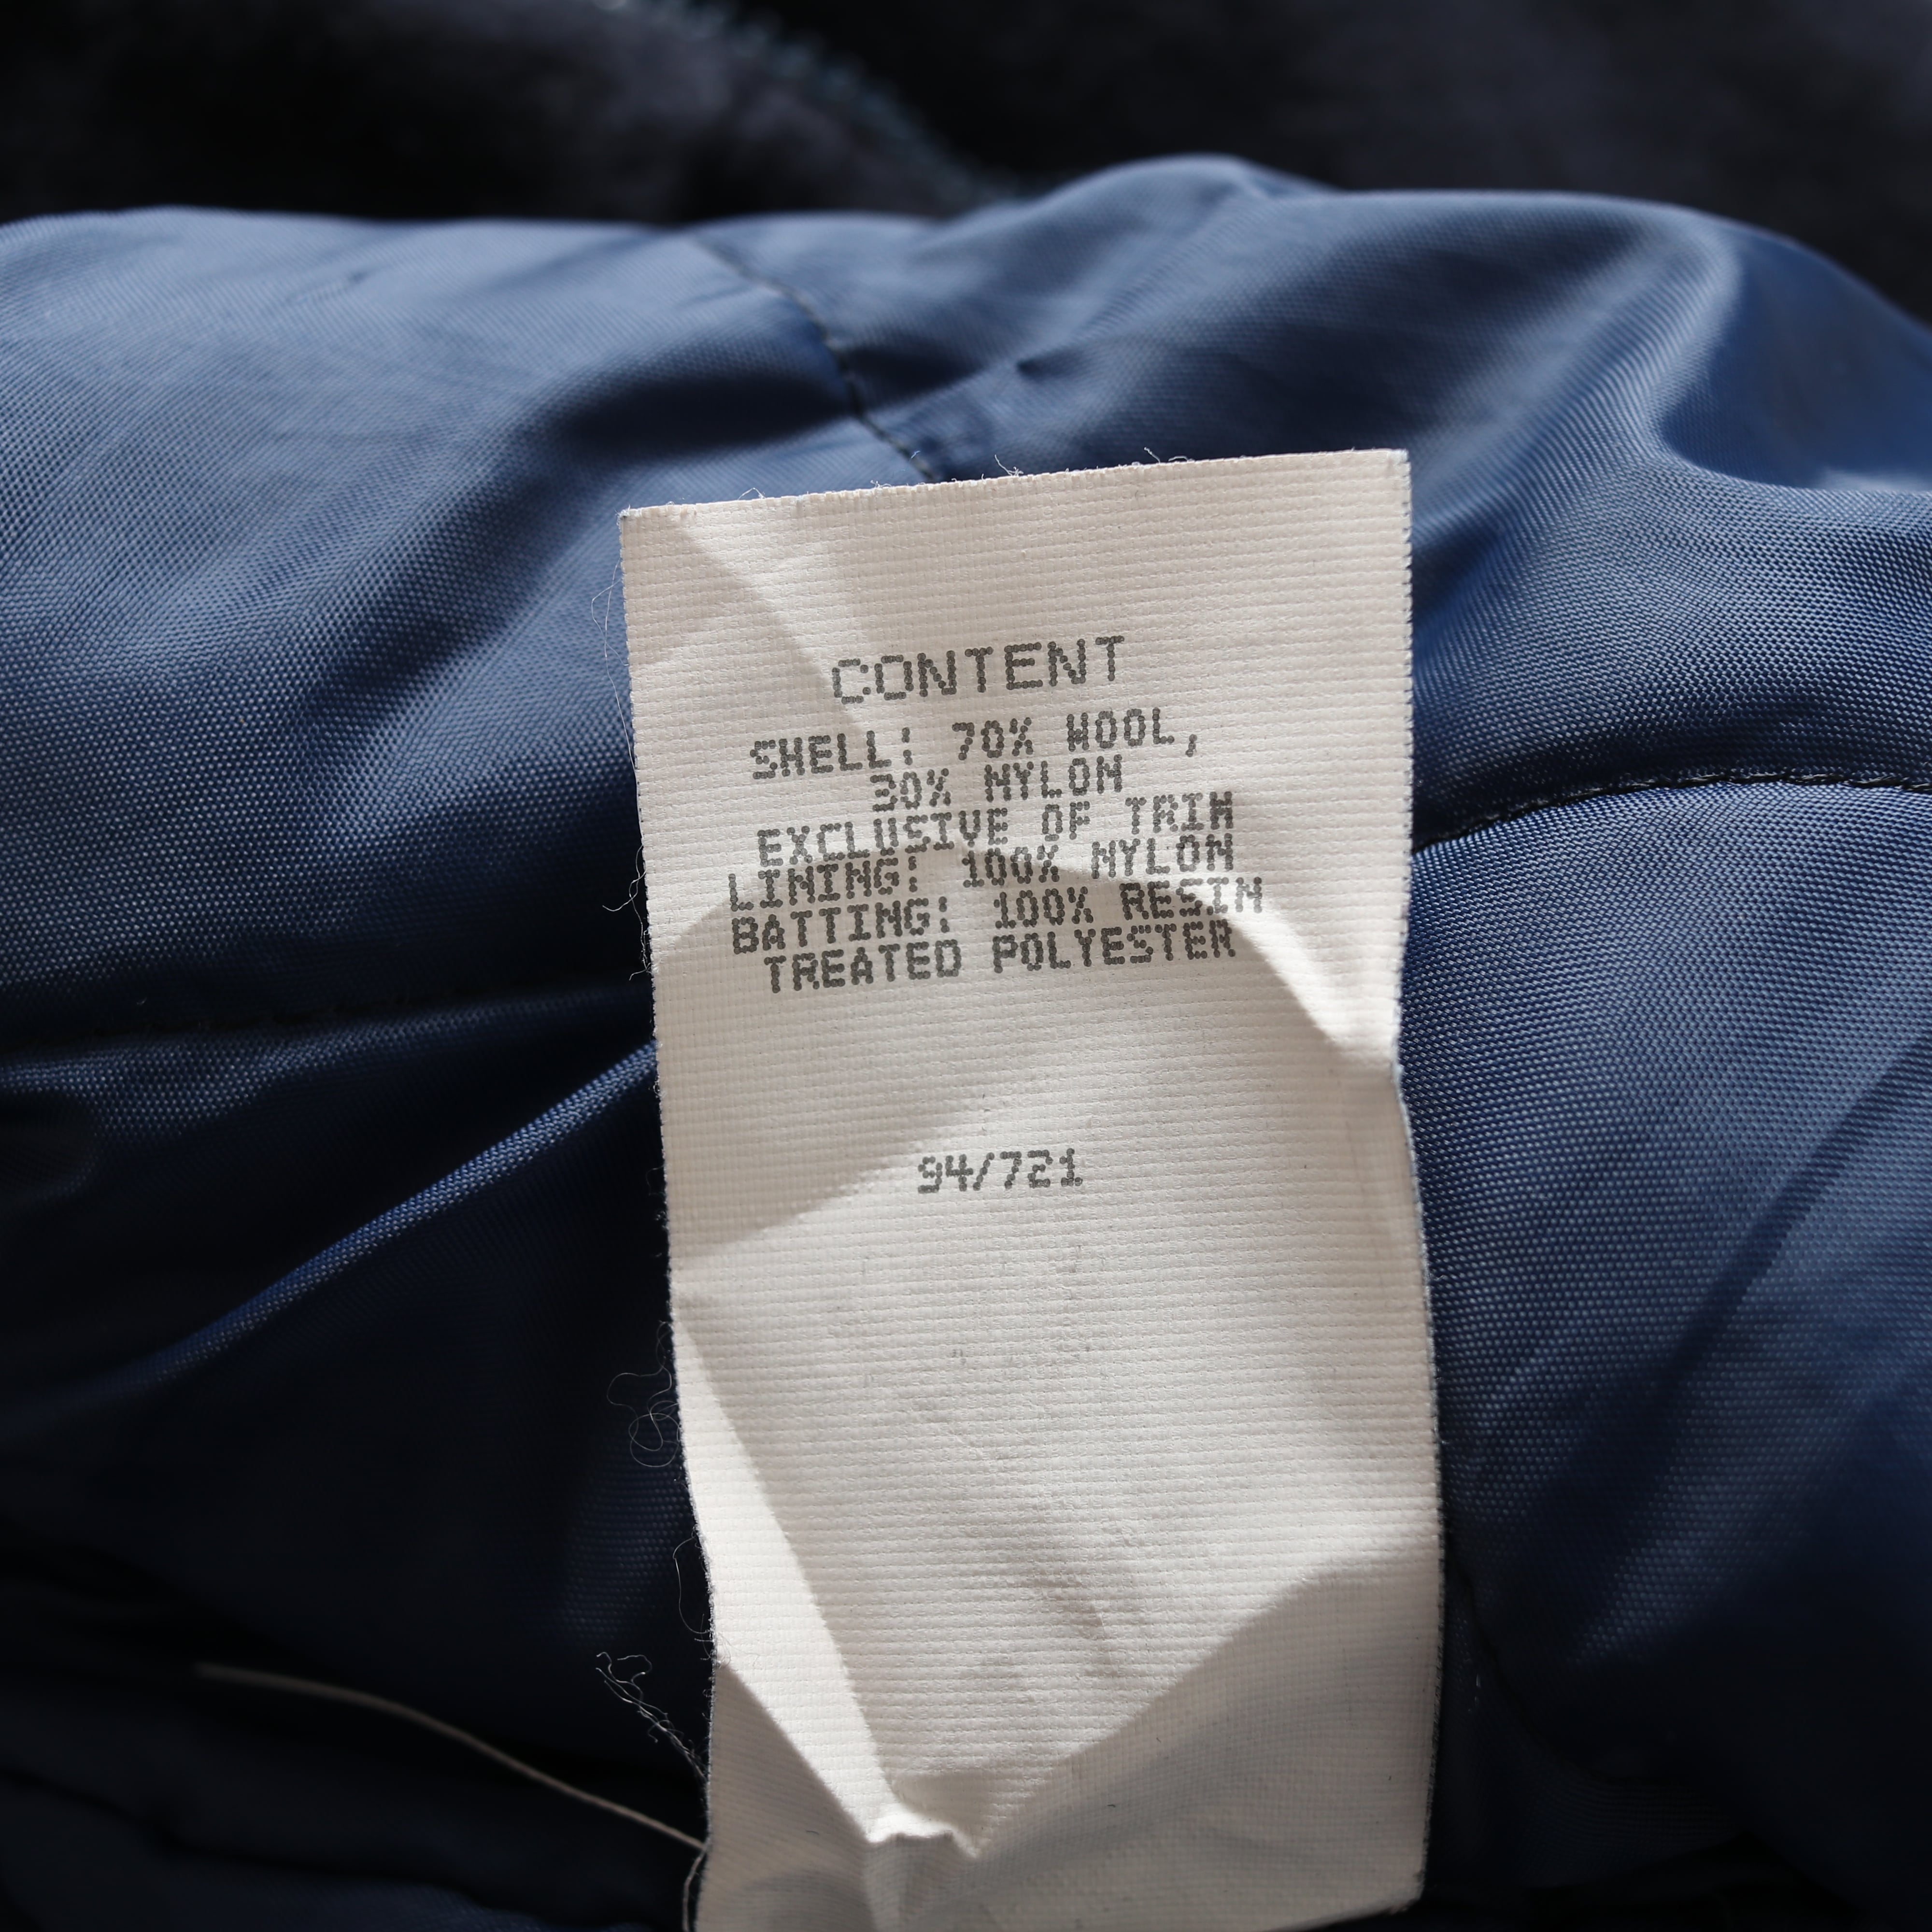 CONTENT
SHELL: 70% WOOL,
30% NYLON
EXCLUSIVE OF TRIM
LINING: 100% NYLON
BATTING: 100% RESIN
TREATED POLYESTER
94/721